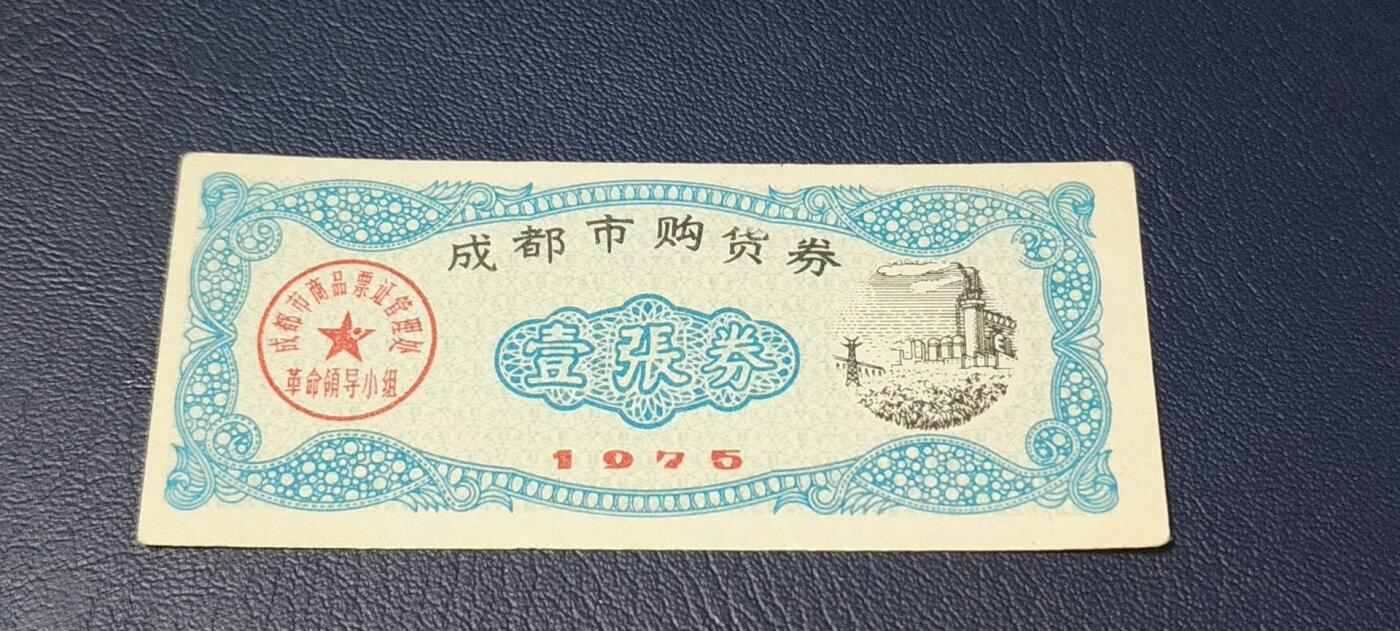 成都市购货券
成都市商品票证管理处
革命領导小组
壹張券
1975